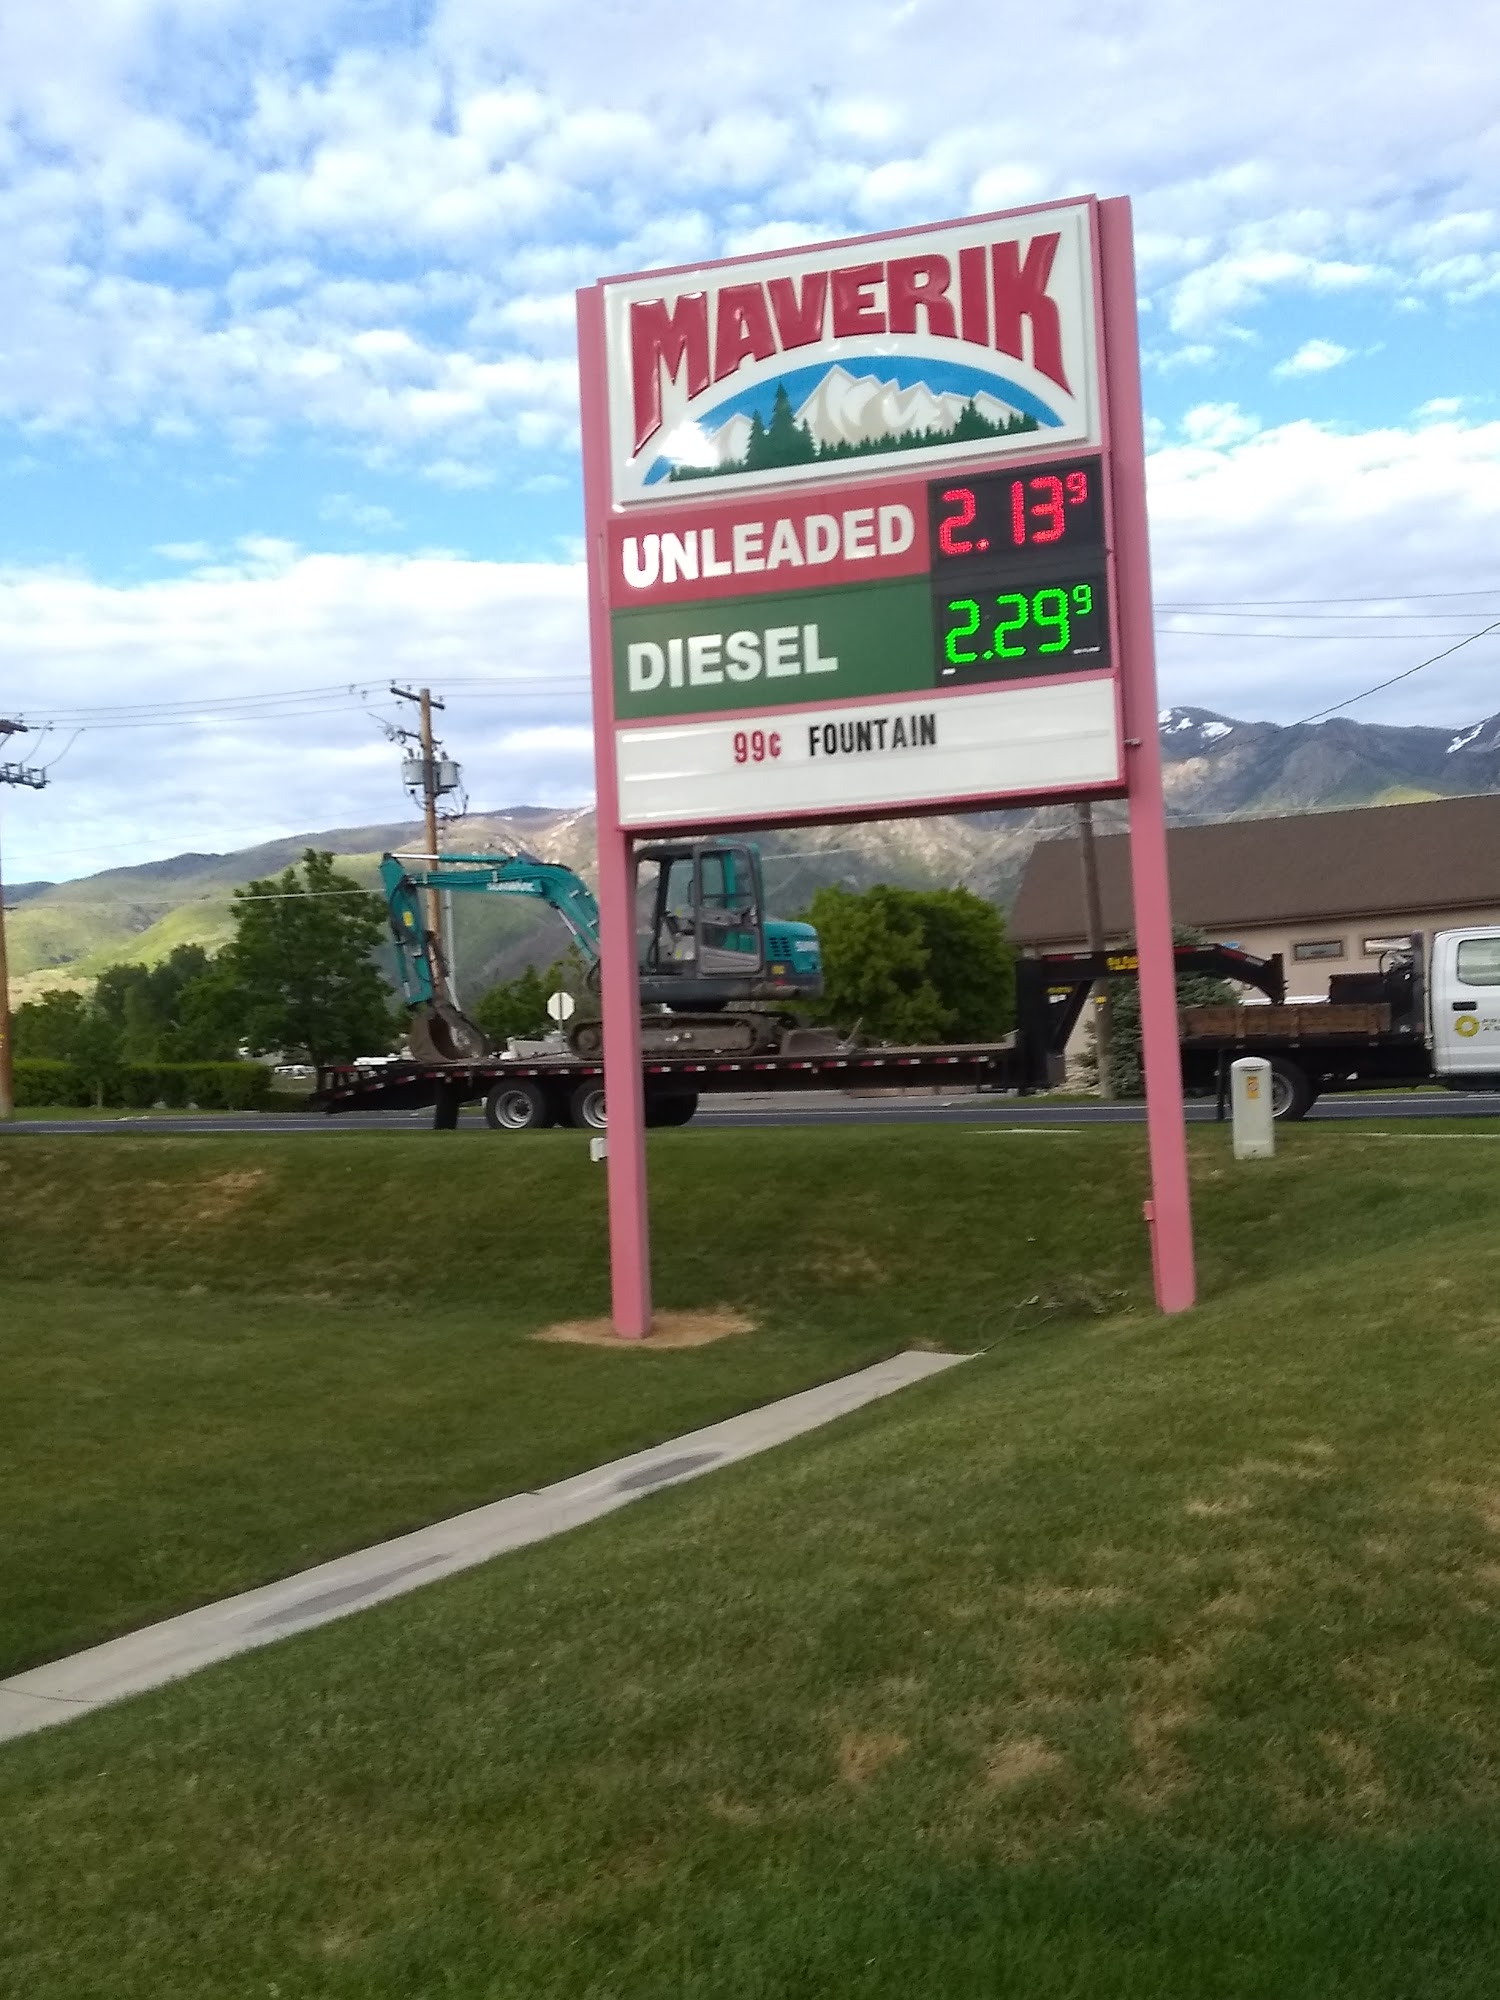 MAVERIK
UNLEADED 2.13⁹
DIESEL 2.29⁹
99¢ FOUNTAIN